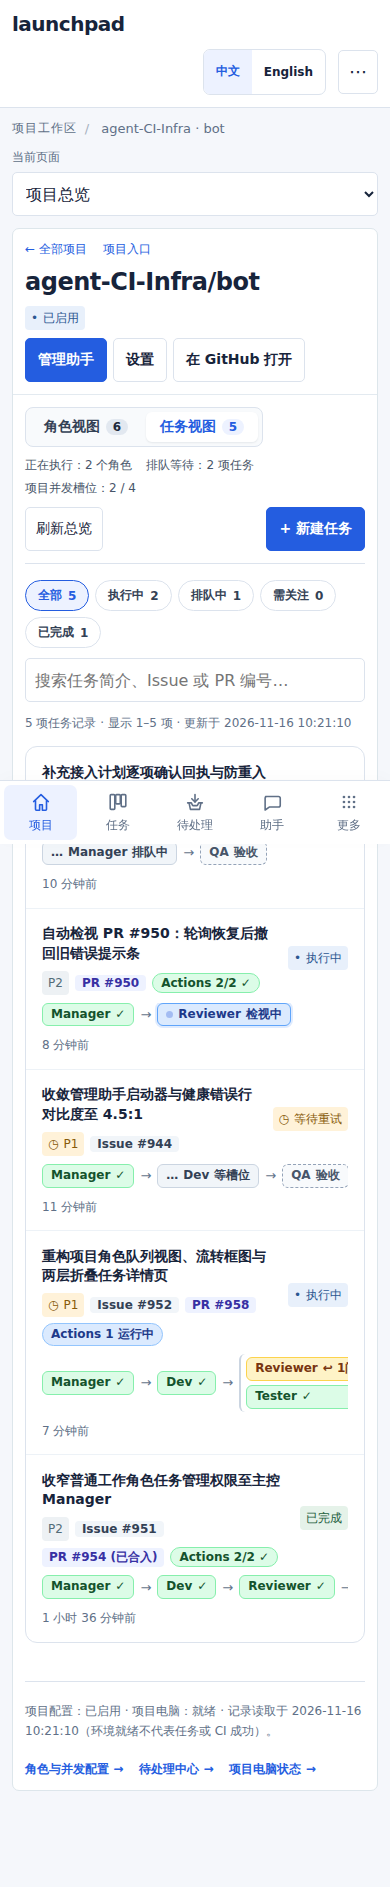 launchpad
中文 English ⋯
项目工作区 / agent-CI-Infra · bot
当前页面
项目总览
← 全部项目 项目入口
agent-CI-Infra/bot
• 已启用
管理助手 设置 在 GitHub 打开
角色视图 6 任务视图 5
正在执行：2 个角色 排队等待：2 项任务
项目并发槽位：2 / 4
刷新总览 + 新建任务
全部 5 执行中 2 排队中 1 需关注 0
已完成 1
搜索任务简介、Issue 或 PR 编号…
5 项任务记录 · 显示 1–5 项 · 更新于 2026-11-16 10:21:10
补充接入计划逐项确认回执与防重入
项目 任务 待处理 助手 更多
… Manager 排队中 → QA 验收
10 分钟前
自动检视 PR #950：轮询恢复后撤
回旧错误提示条
• 执行中
P2 PR #950 Actions 2/2 ✓
Manager ✓ → Reviewer 检视中
8 分钟前
收敛管理助手启动器与健康错误行
对比度至 4.5:1
◷ 等待重试
◷ P1 Issue #944
Manager ✓ → … Dev 等槽位 → QA 验收
11 分钟前
重构项目角色队列视图、流转框图与
两层折叠任务详情页
• 执行中
◷ P1 Issue #952 PR #958
Actions 1 运行中
Manager ✓ → Dev ✓ → Reviewer ↩ 1
Tester ✓
7 分钟前
收窄普通工作角色任务管理权限至主控
Manager
已完成
P2 Issue #951
PR #954 (已合入) Actions 2/2 ✓
Manager ✓ → Dev ✓ → Reviewer ✓
1 小时 36 分钟前
项目配置：已启用 · 项目电脑：就绪 · 记录读取于 2026-11-16
10:21:10（环境就绪不代表任务或 CI 成功）。
角色与并发配置 → 待处理中心 → 项目电脑状态 →